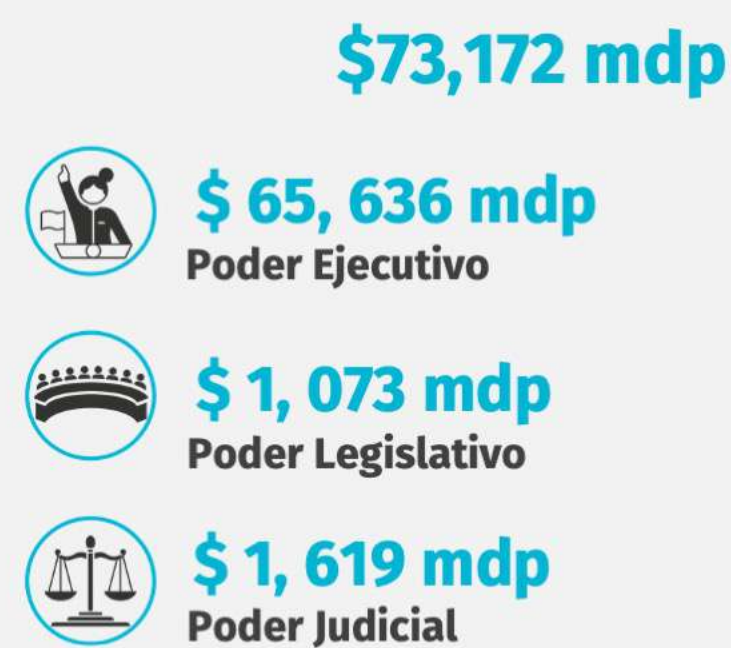 $73,172 mdp
$ 65, 636 mdp
Poder Ejecutivo
$ 1, 073 mdp
Poder Legislativo
$ 1, 619 mdp
Poder Judicial